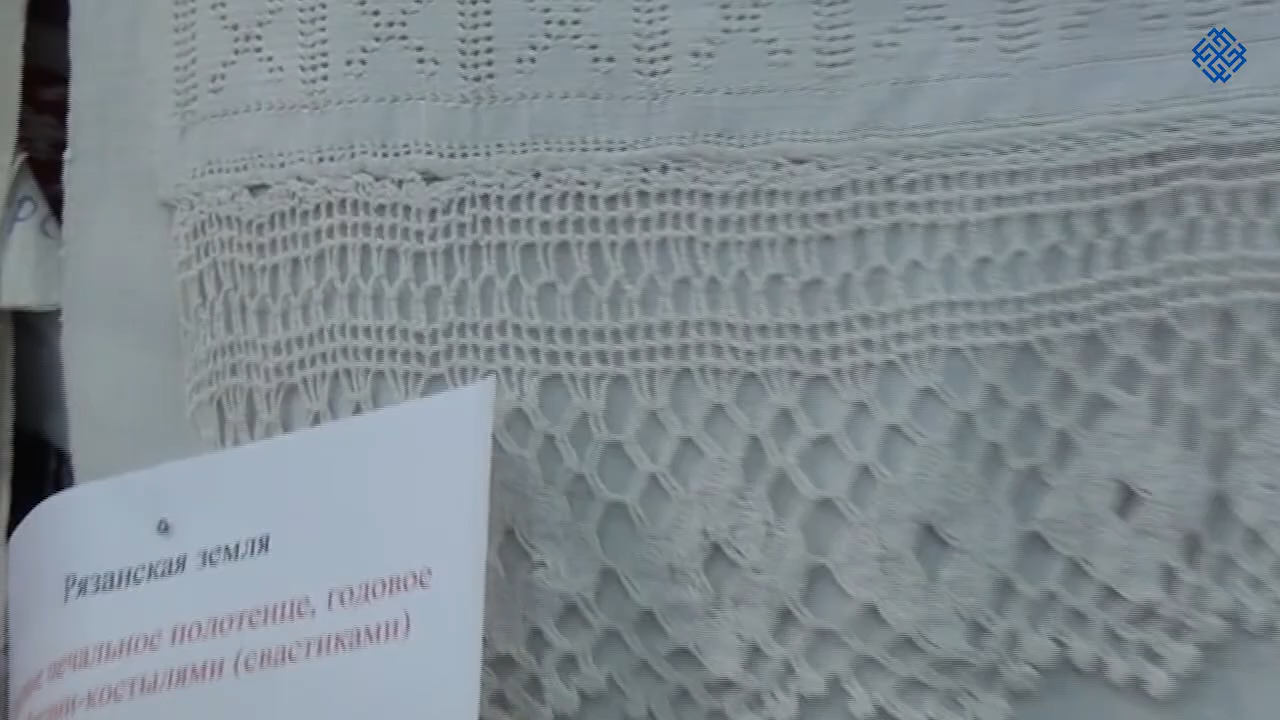 Рязанская земля
печальное полотенце, годовое
костылями (свастиками)